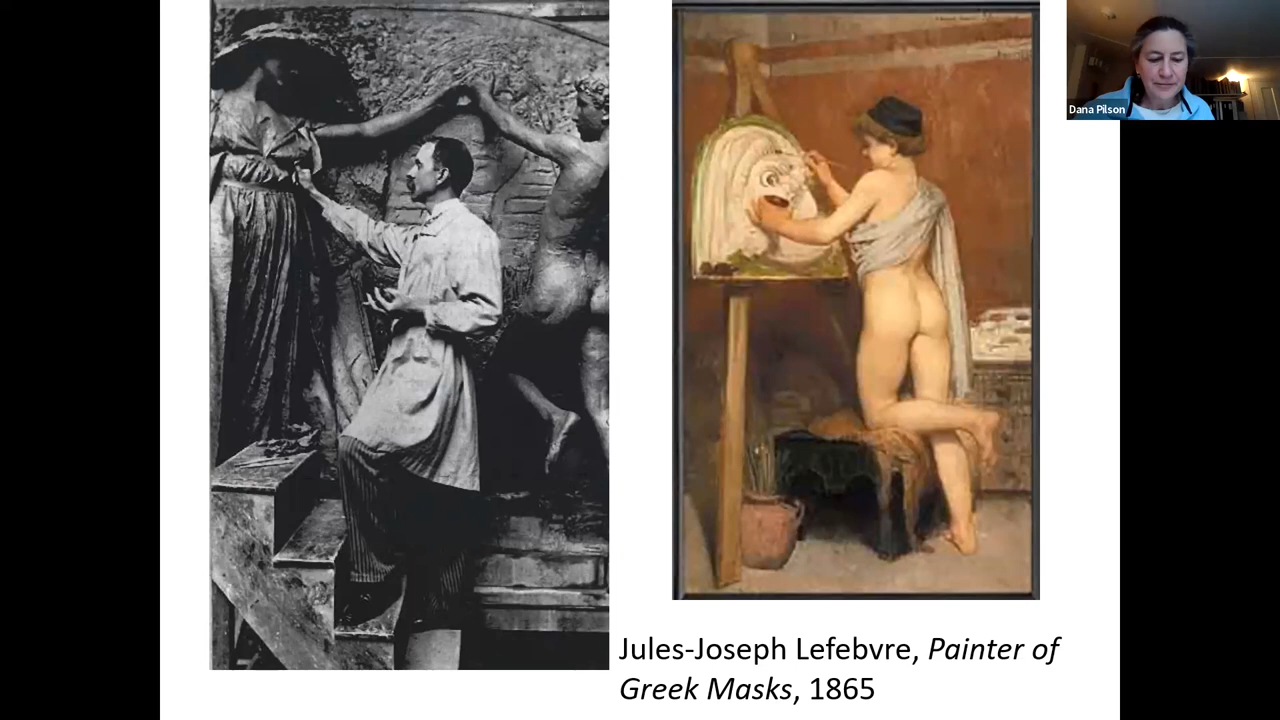 Dana Pilson
Jules-Joseph Lefebvre, Painter of
Greek Masks, 1865